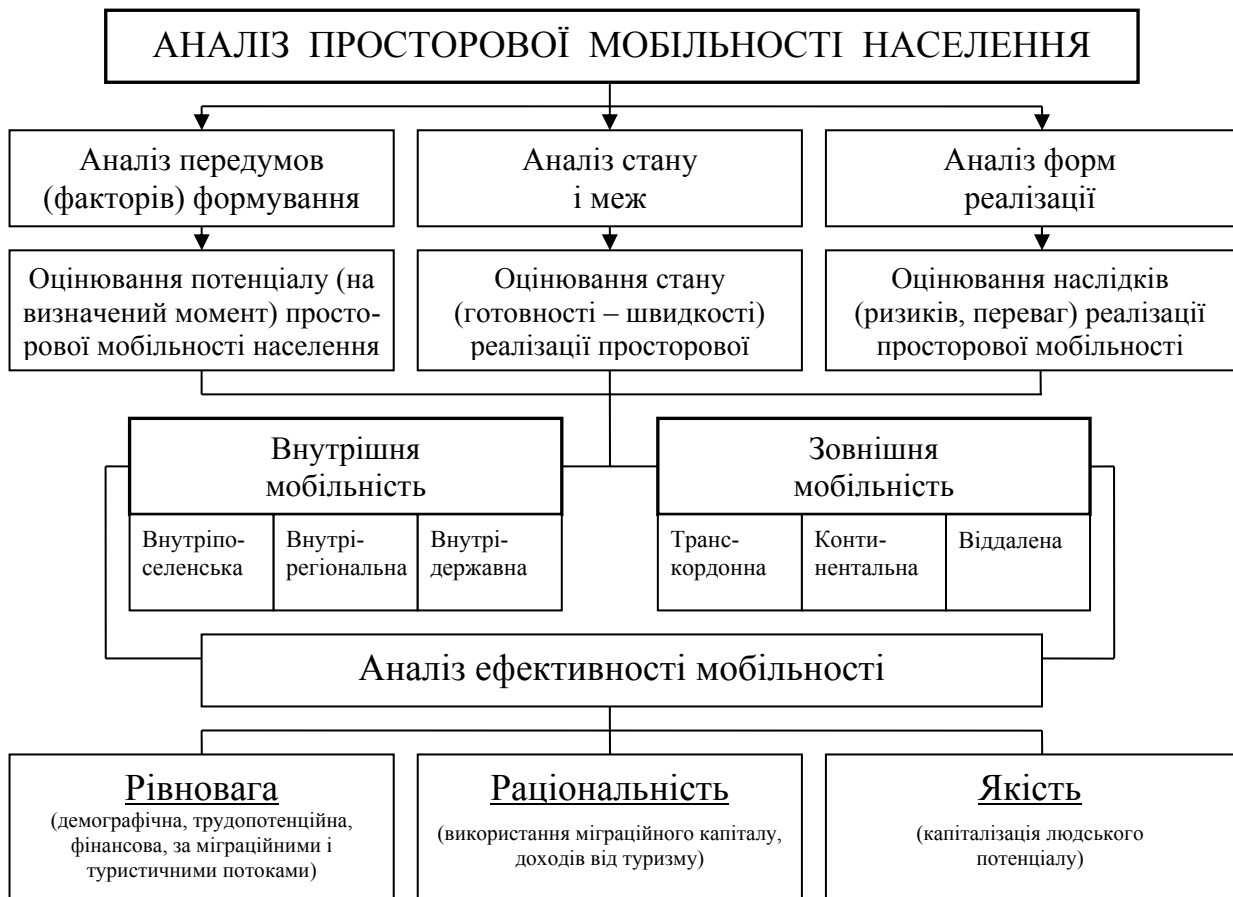 АНАЛІЗ ПРОСТОРОВОЇ МОБІЛЬНОСТІ НАСЕЛЕННЯ
Аналіз передумов
(факторів) формування
Аналіз стану
і меж
Аналіз форм
реалізації
Оцінювання потенціалу (на
визначений момент) просто-
рової мобільності населення
Оцінювання стану
(готовності – швидкості)
реалізації просторової
Оцінювання наслідків
(ризиків, переваг) реалізації
просторової мобільності
Внутрішня
мобільність
Зовнішня
мобільність
Внутріпо-
селенська
Внутрі-
регіональна
Внутрі-
державна
Транс-
кордонна
Конти-
нентальна
Віддалена
Аналіз ефективності мобільності
Рівновага
(демографічна, трудопотенційна,
фінансова, за міграційними і
туристичними потоками)
Раціональність
(використання міграційного капіталу,
доходів від туризму)
Якість
(капіталізація людського
потенціалу)